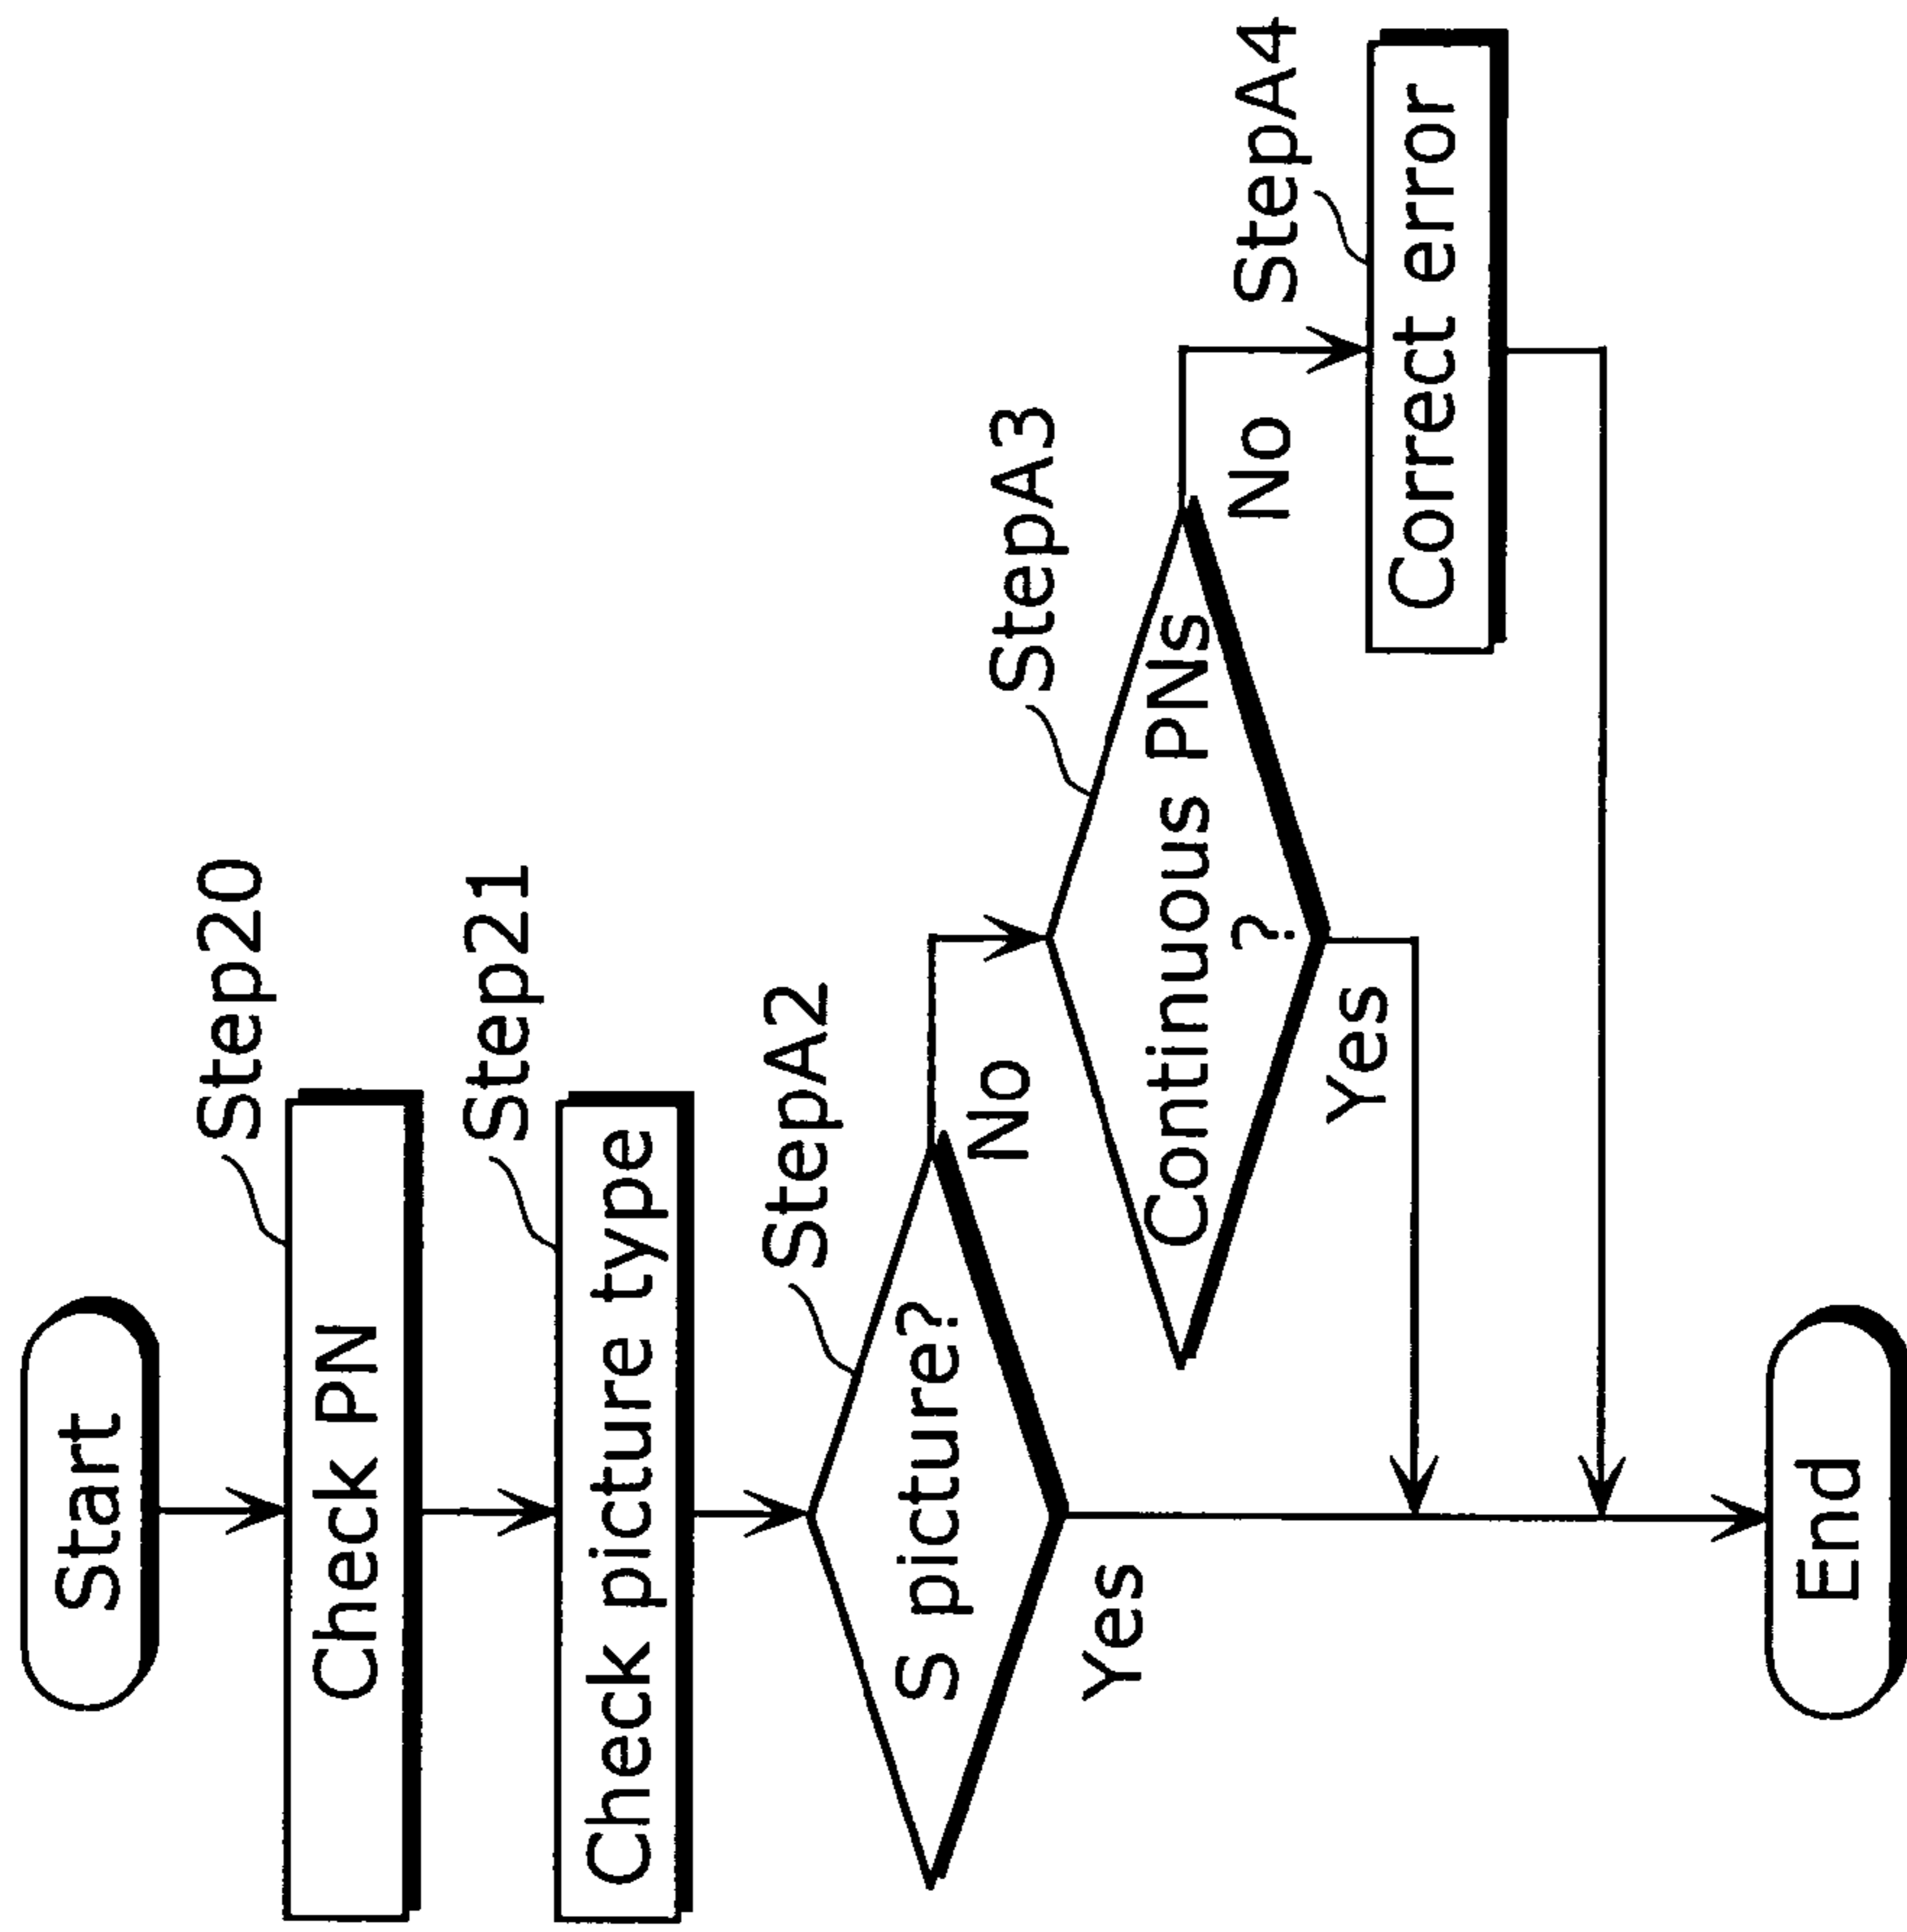 Start
Step20
Check PN
Step21
Check picture type
StepA2
S picture?
No
Yes
StepA3
Continuous PNs
?
No
Yes
StepA4
Correct error
End